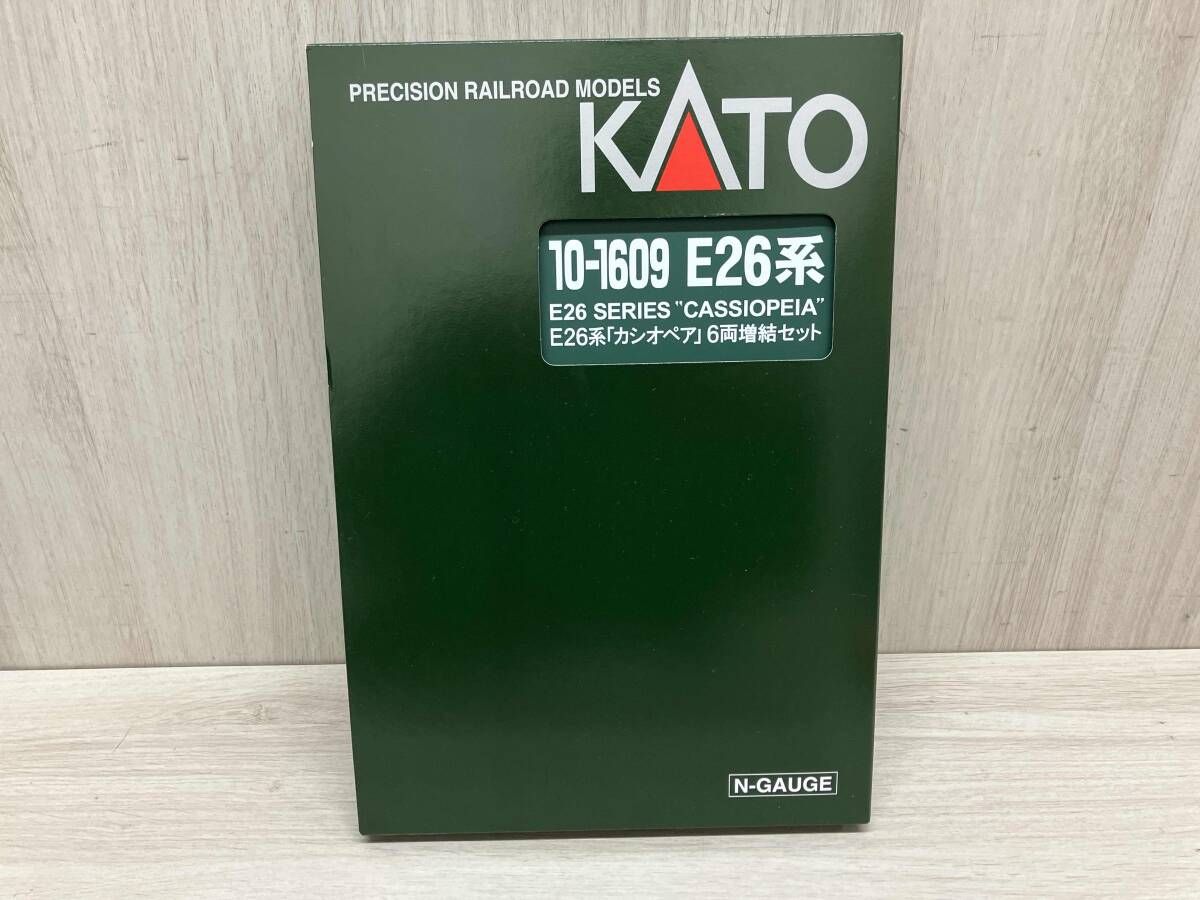 PRECISION RAILROAD MODELS
KATO
10-1609 E26系
E26 SERIES "CASSIOPEIA"
E26系「カシオペア」6両増結セット
N-GAUGE